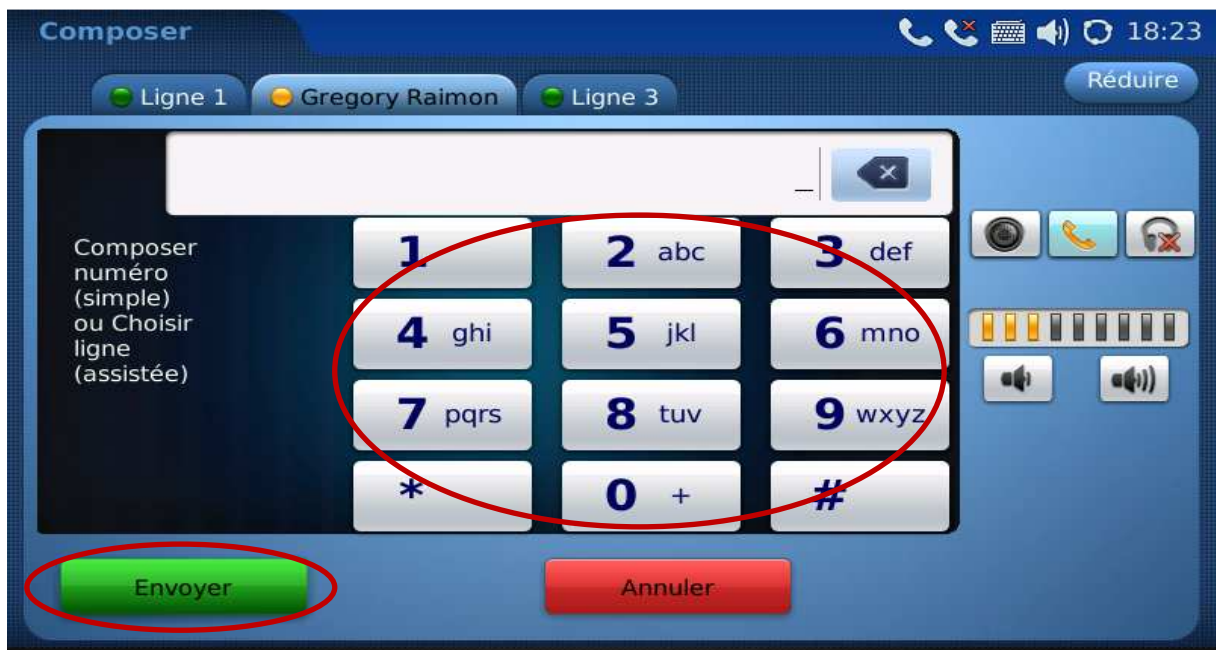 Composer
18:23
Ligne 1
Gregory Raimon
Ligne 3
Réduire
_
Composer
numéro
(simple)
ou Choisir
ligne
(assistée)
1
2 abc
3 def
4 ghi
5 jkl
6 mno
7 pqrs
8 tuv
9 wxyz
*
0 +
#
Envoyer
Annuler